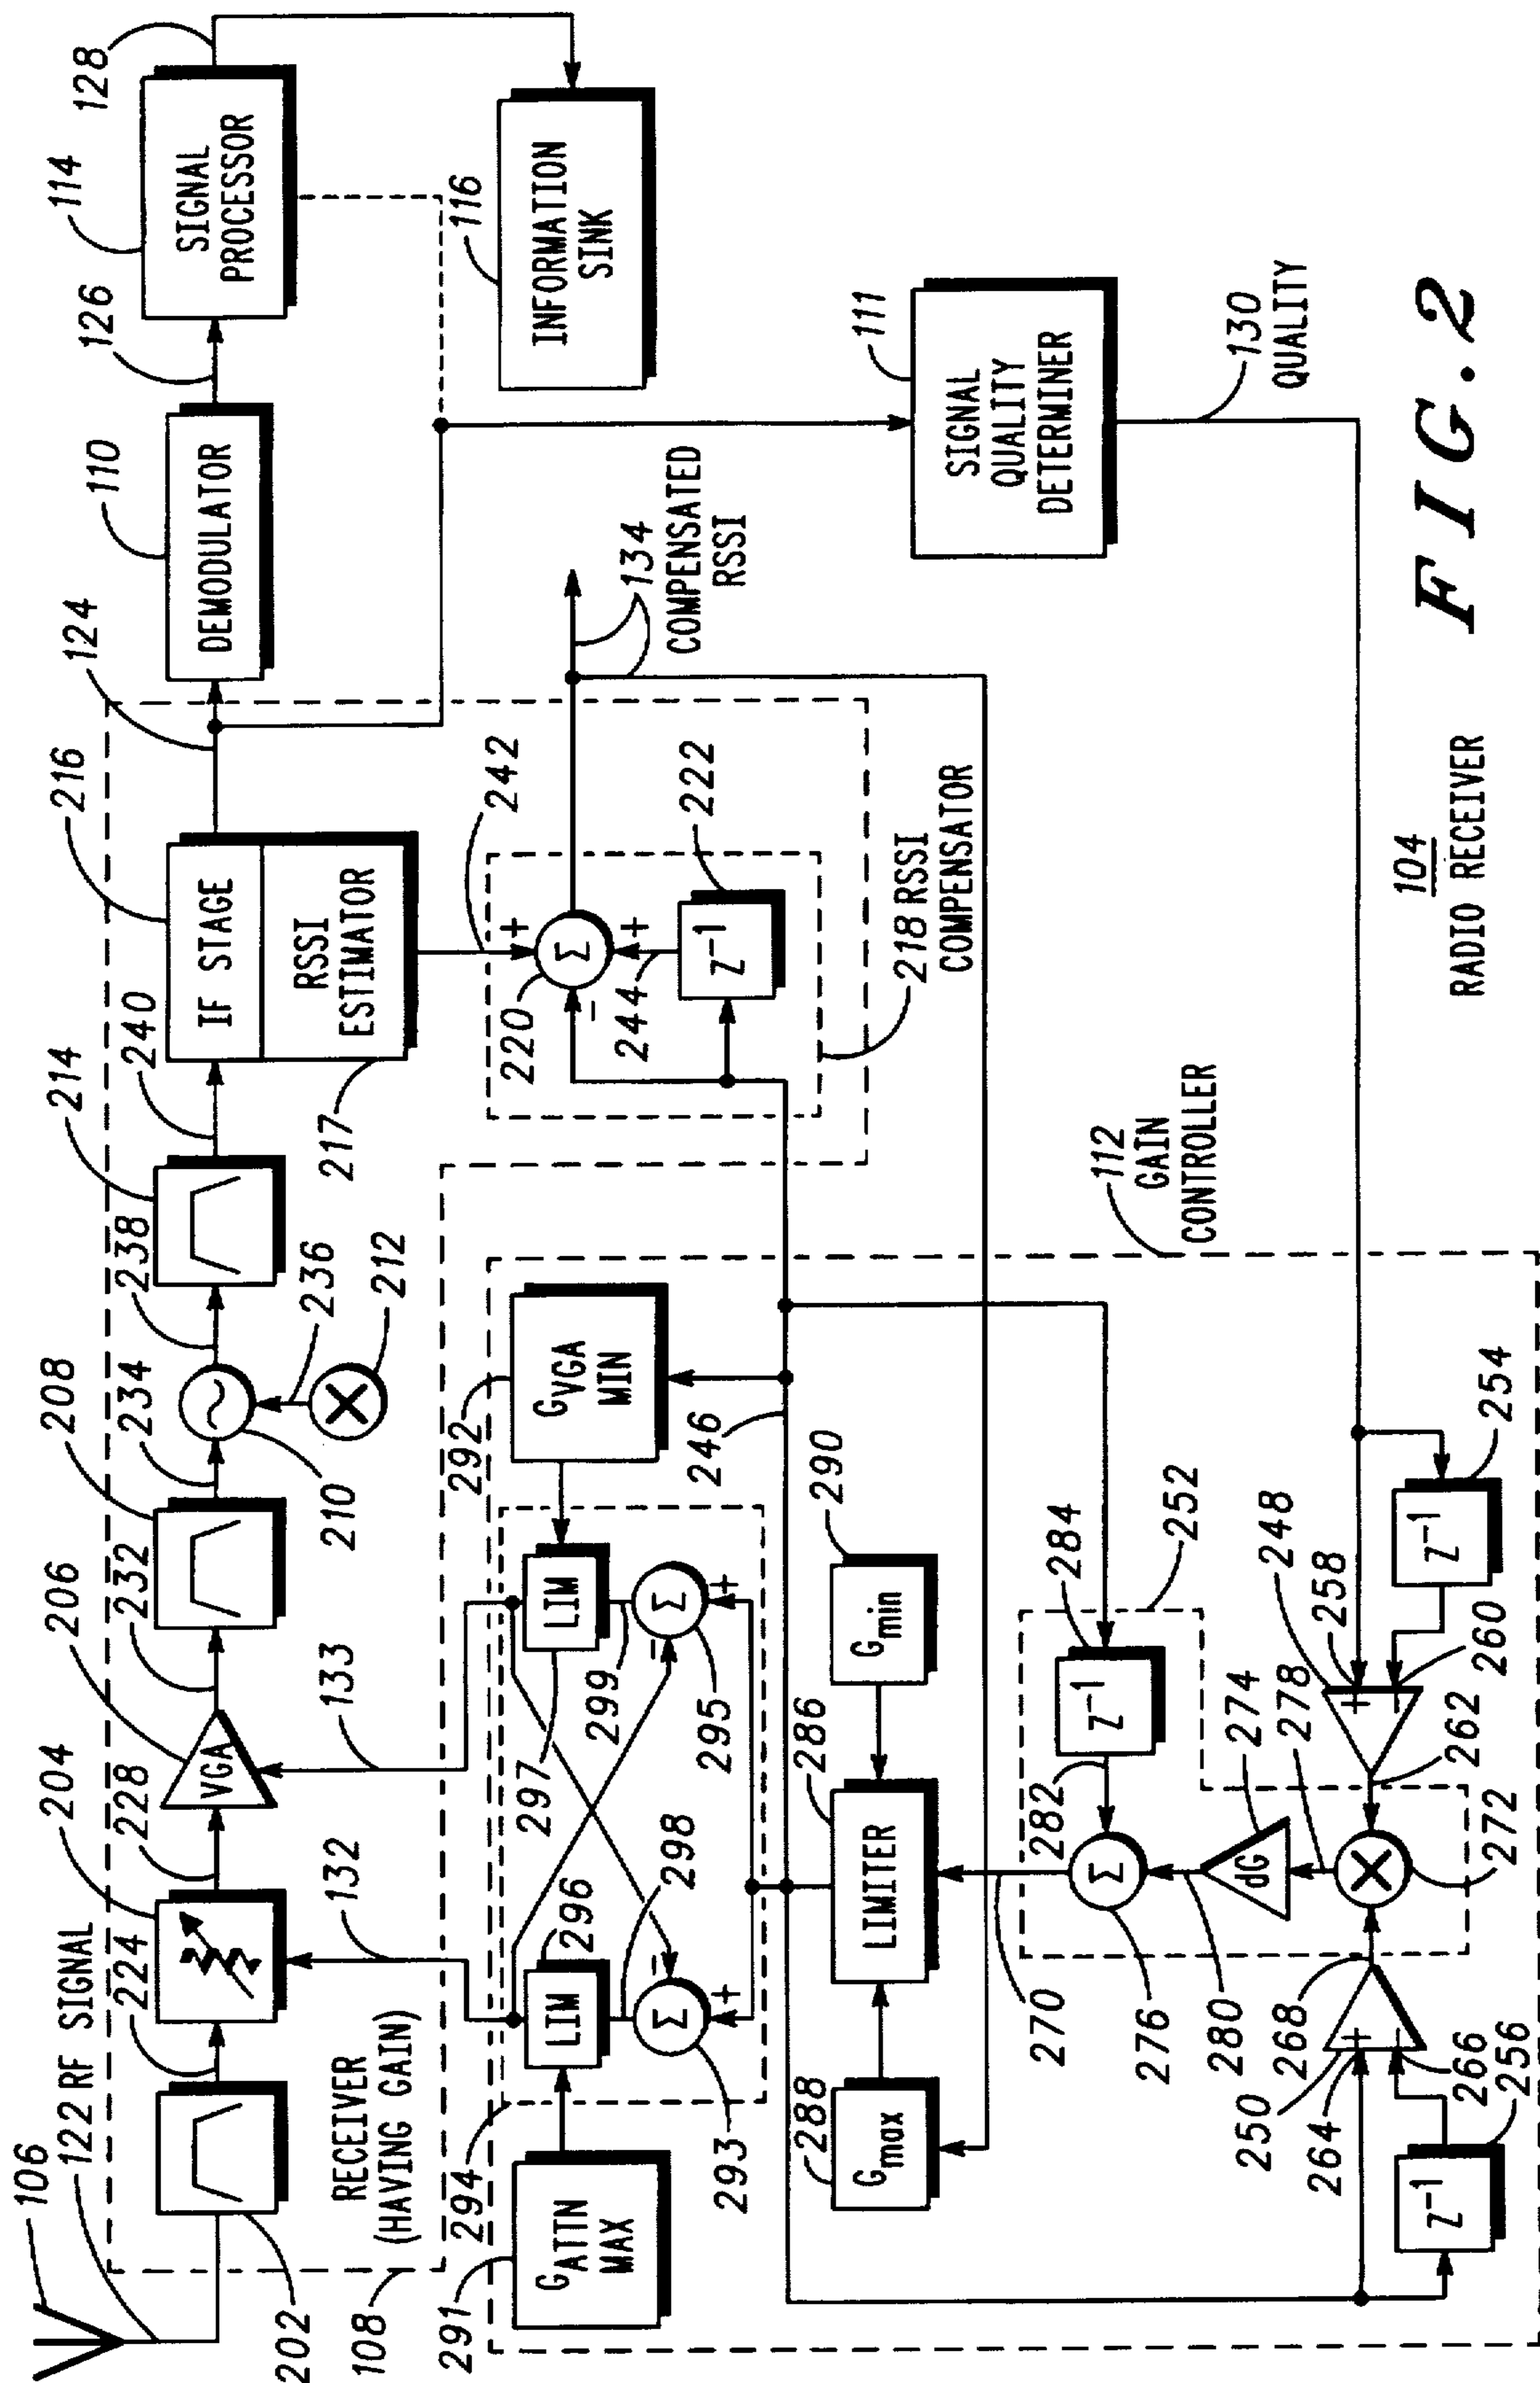 106
122 RF SIGNAL
202
224
204
228
VGA
206
232
208
234
210
236
212
238
214
240
IF STAGE
216
RSSI
ESTIMATOR
217
124
DEMODULATOR
110
126
SIGNAL
PROCESSOR
114
128
INFORMATION
SINK
116
108
RECEIVER
(HAVING GAIN)
132
133
242
+
Σ
220
−
+
244
Z⁻¹
222
218 RSSI
COMPENSATOR
134
COMPENSATED
RSSI
SIGNAL
QUALITY
DETERMINER
111
130
QUALITY
112
GAIN
CONTROLLER
291
GATTN
MAX
294
LIM
296
298
Σ
−
+
293
LIM
297
299
Σ
−
+
295
GVGA
MIN
292
246
288
Gmax
LIMITER
286
Gmin
290
270
Σ
276
282
Z⁻¹
284
252
280
dG
274
278
×
272
268
250
+
−
264
266
Z⁻¹
256
262
+
−
258
248
260
Z⁻¹
254
104
RADIO RECEIVER
FIG. 2